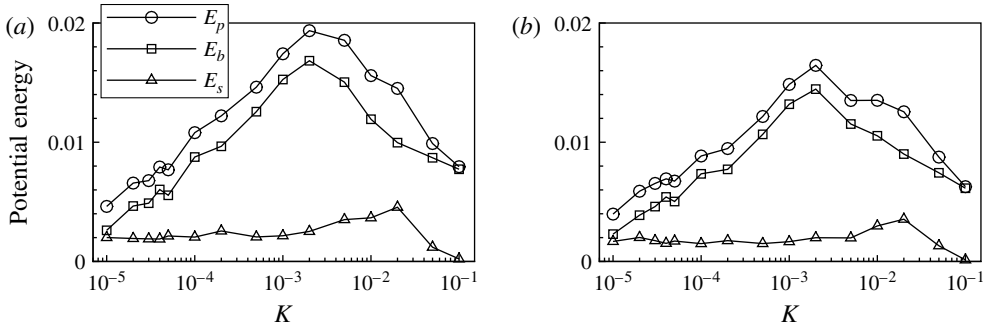 (a)
(b)
0.02
0.01
0
Potential energy
E_p
E_b
E_s
10⁻⁵ 10⁻⁴ 10⁻³ 10⁻² 10⁻¹
K
0.02
0.01
0
10⁻⁵ 10⁻⁴ 10⁻³ 10⁻² 10⁻¹
K